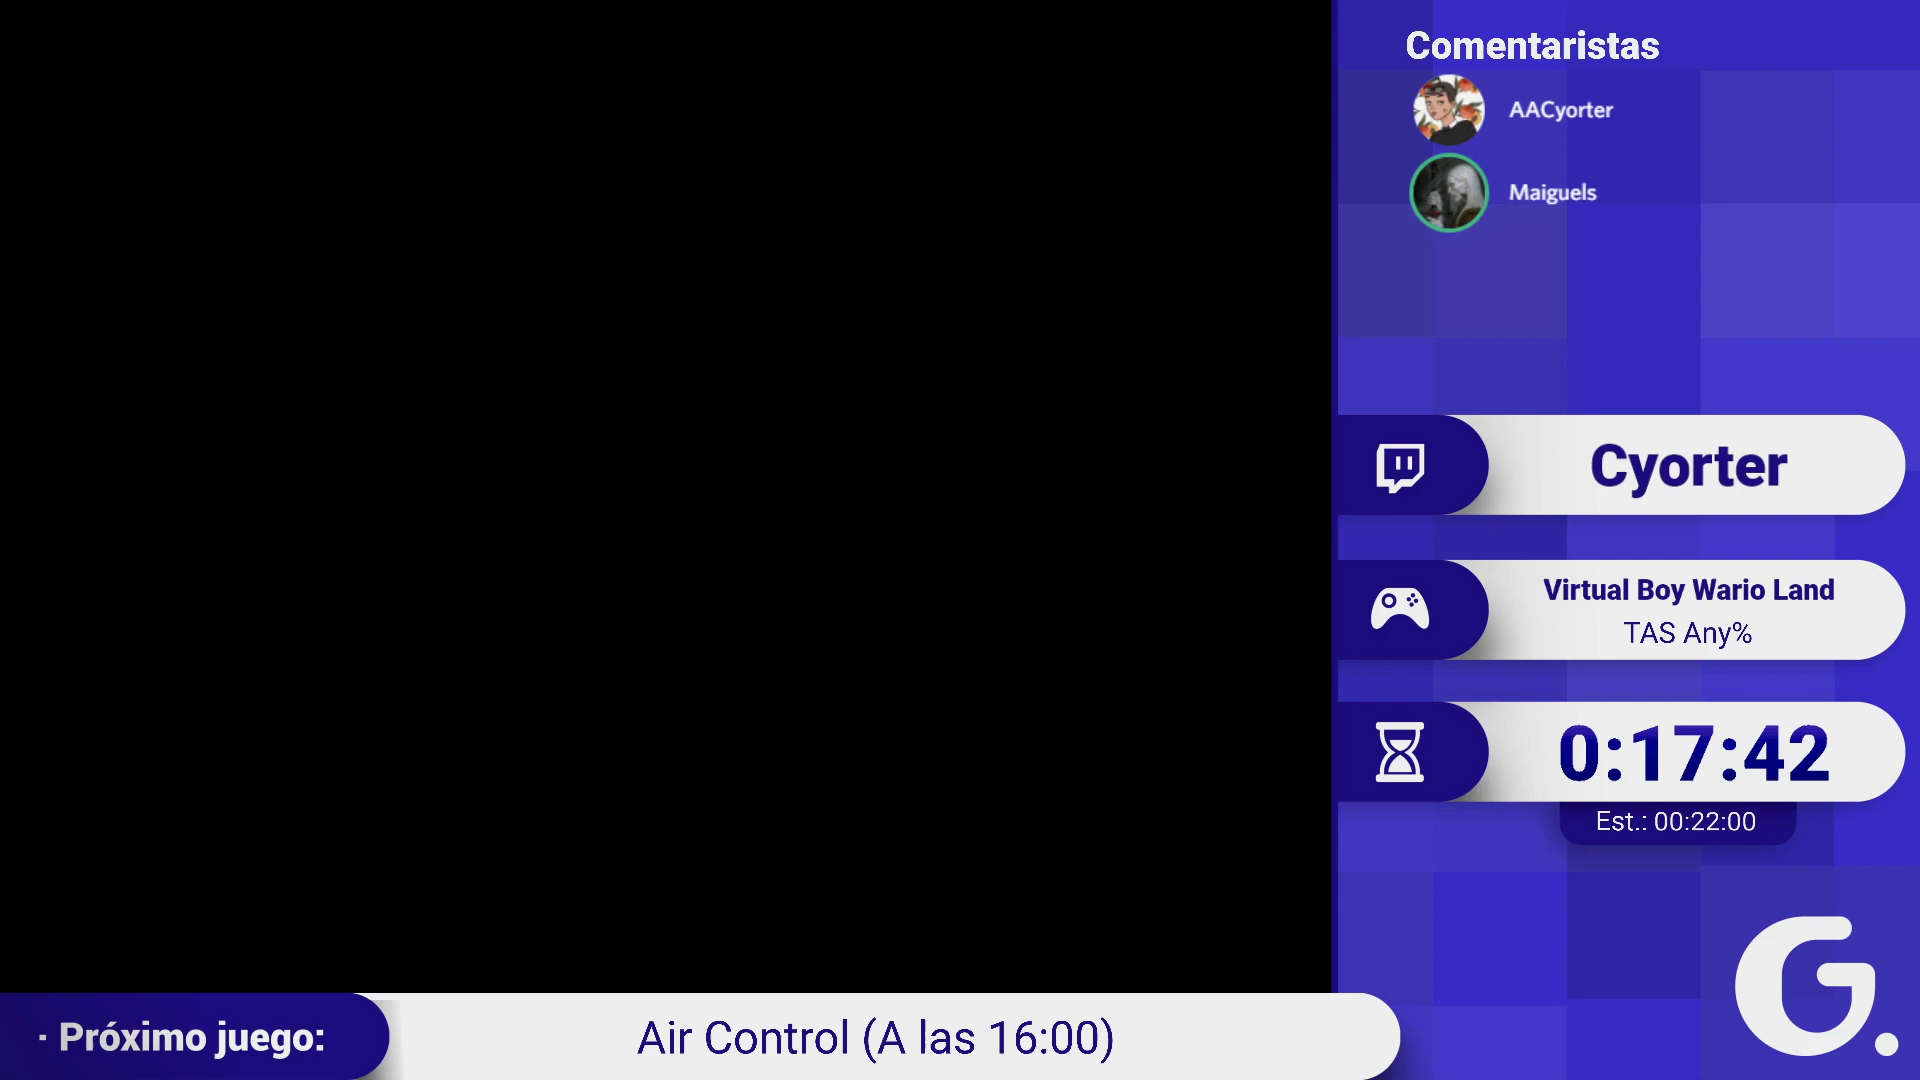 Comentaristas
AACyorter
Maiguels
Cyorter
Virtual Boy Wario Land
TAS Any%
0:17:42
Est.: 00:22:00
G.
· Próximo juego:
Air Control (A las 16:00)